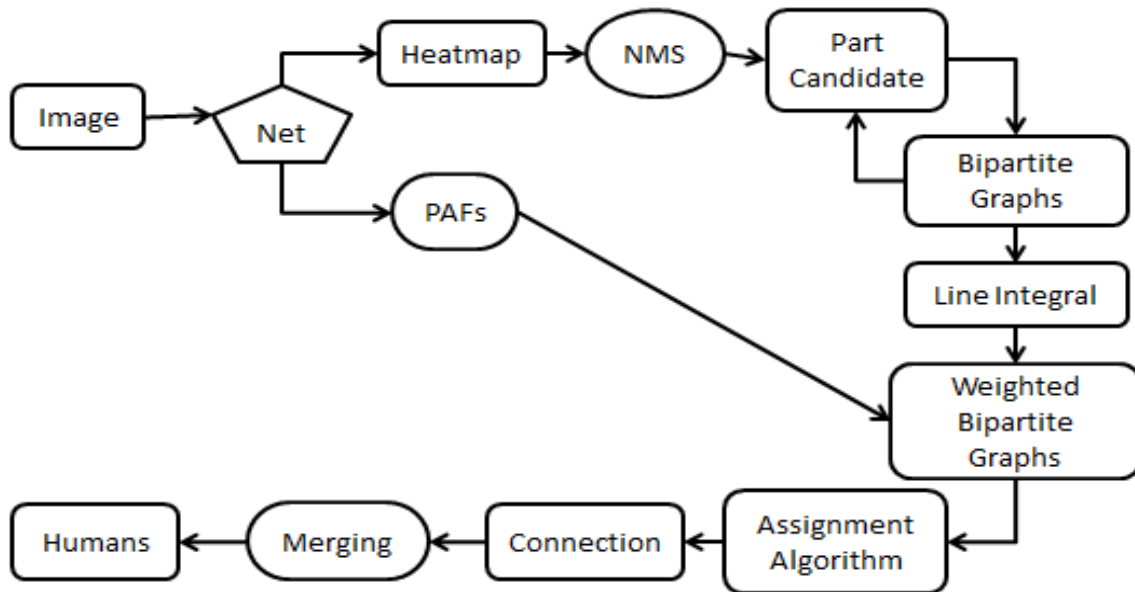 Image
Net
Heatmap
NMS
Part
Candidate
Bipartite
Graphs
PAFs
Line Integral
Weighted
Bipartite
Graphs
Assignment
Algorithm
Connection
Merging
Humans